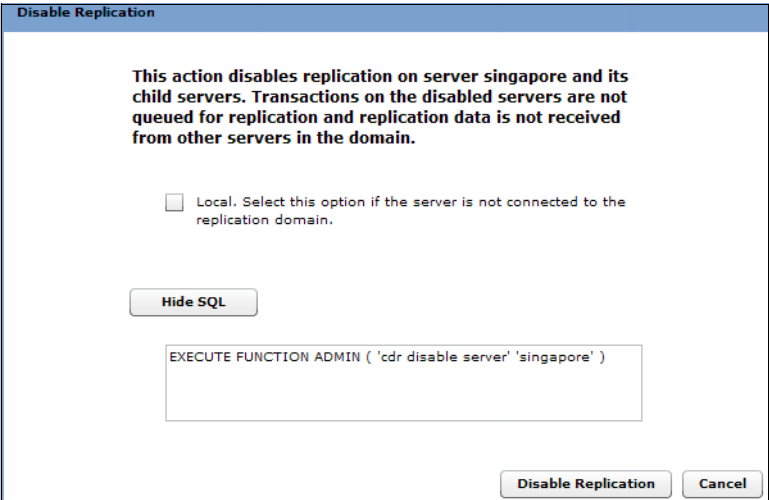 Disable Replication
This action disables replication on server singapore and its
child servers. Transactions on the disabled servers are not
queued for replication and replication data is not received
from other servers in the domain.
Local. Select this option if the server is not connected to the
replication domain.
Hide SQL
EXECUTE FUNCTION ADMIN ( 'cdr disable server' 'singapore' )
Disable Replication
Cancel